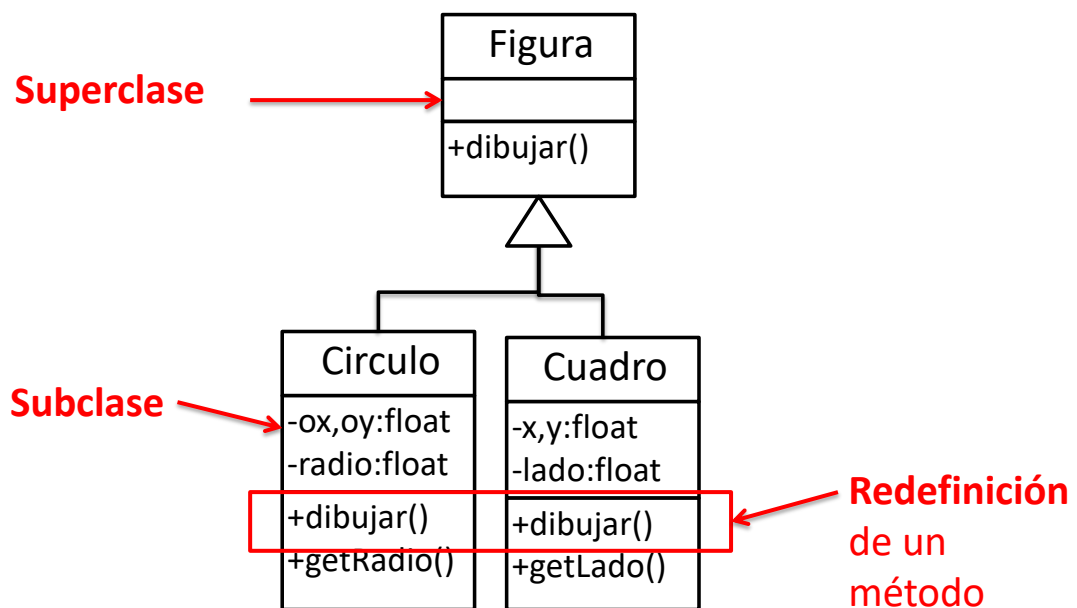 Figura
Superclase
+dibujar()
Circulo
Cuadro
Subclase
-ox,oy:float
-radio:float
-x,y:float
-lado:float
+dibujar()
+getRadio()
+dibujar()
+getLado()
Redefinición
de un
método